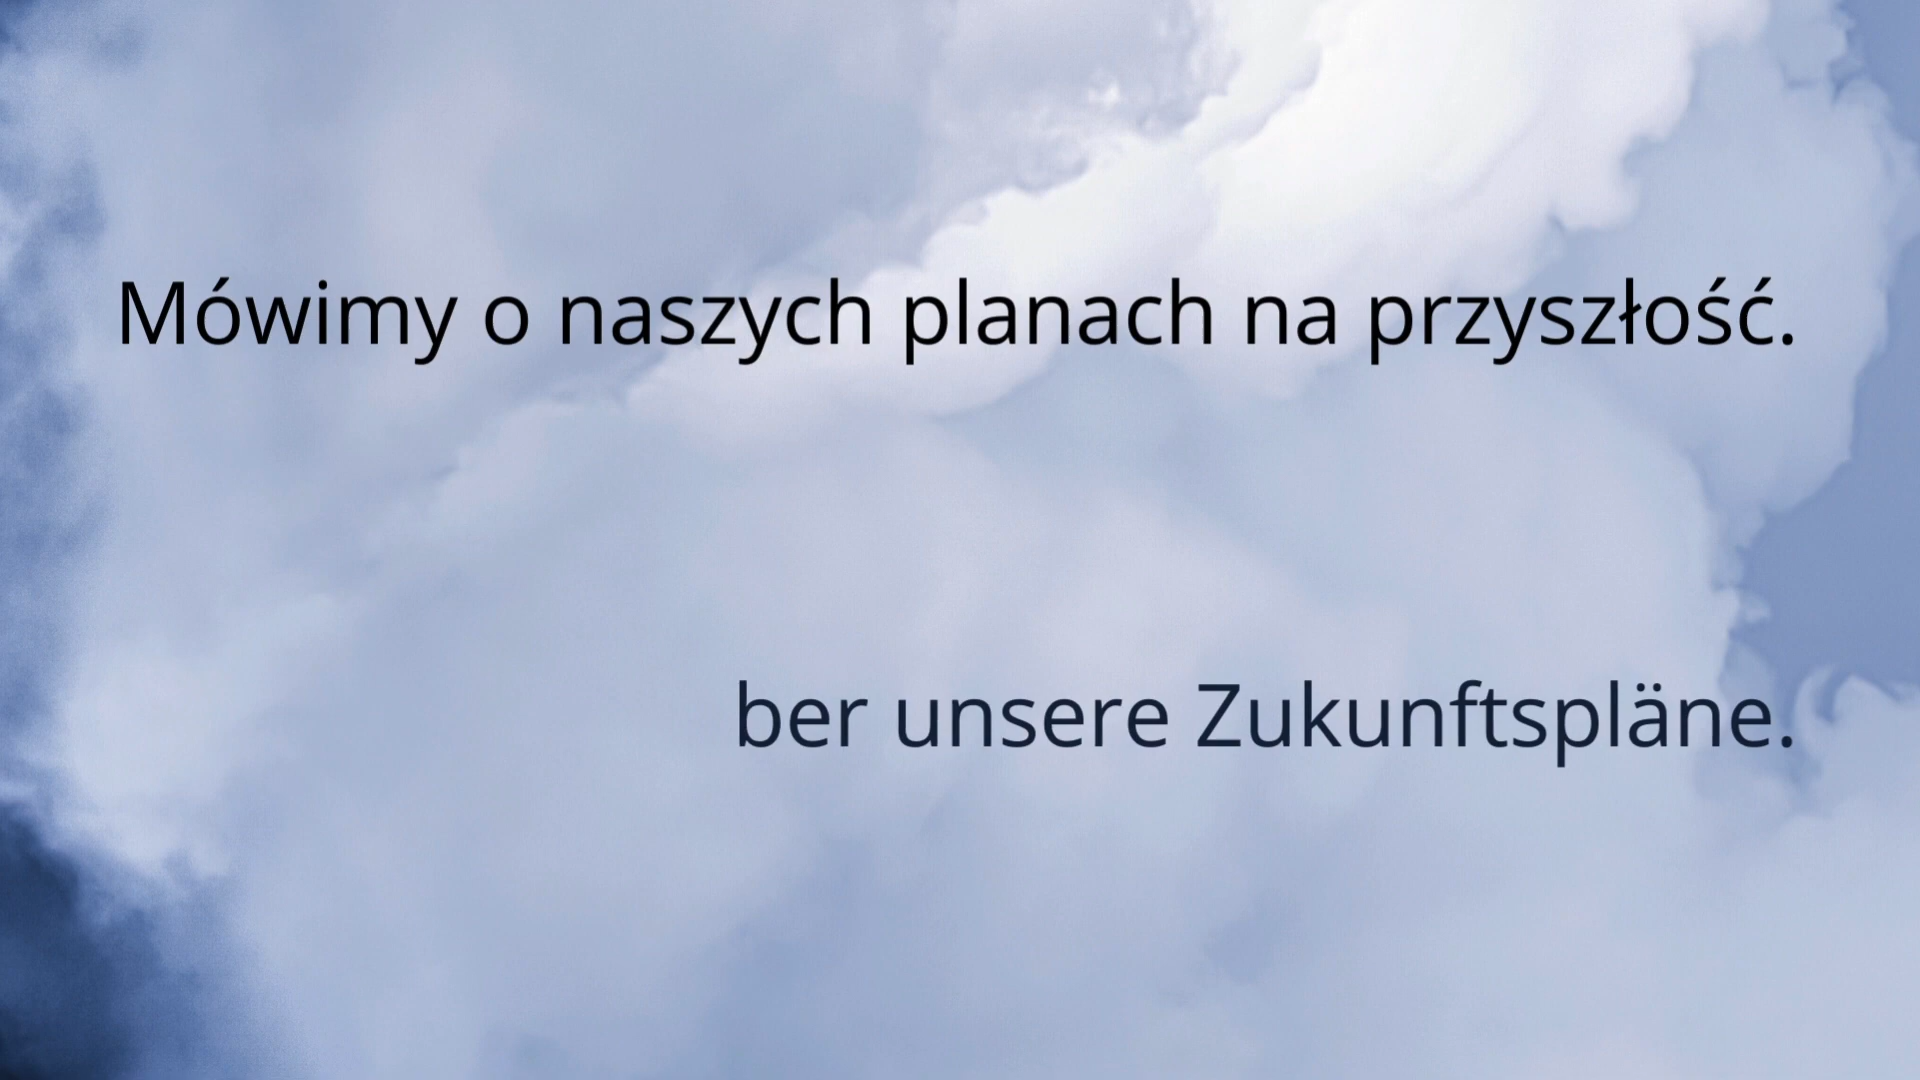 Mówimy o naszych planach na przyszłość.
ber unsere Zukunftspläne.